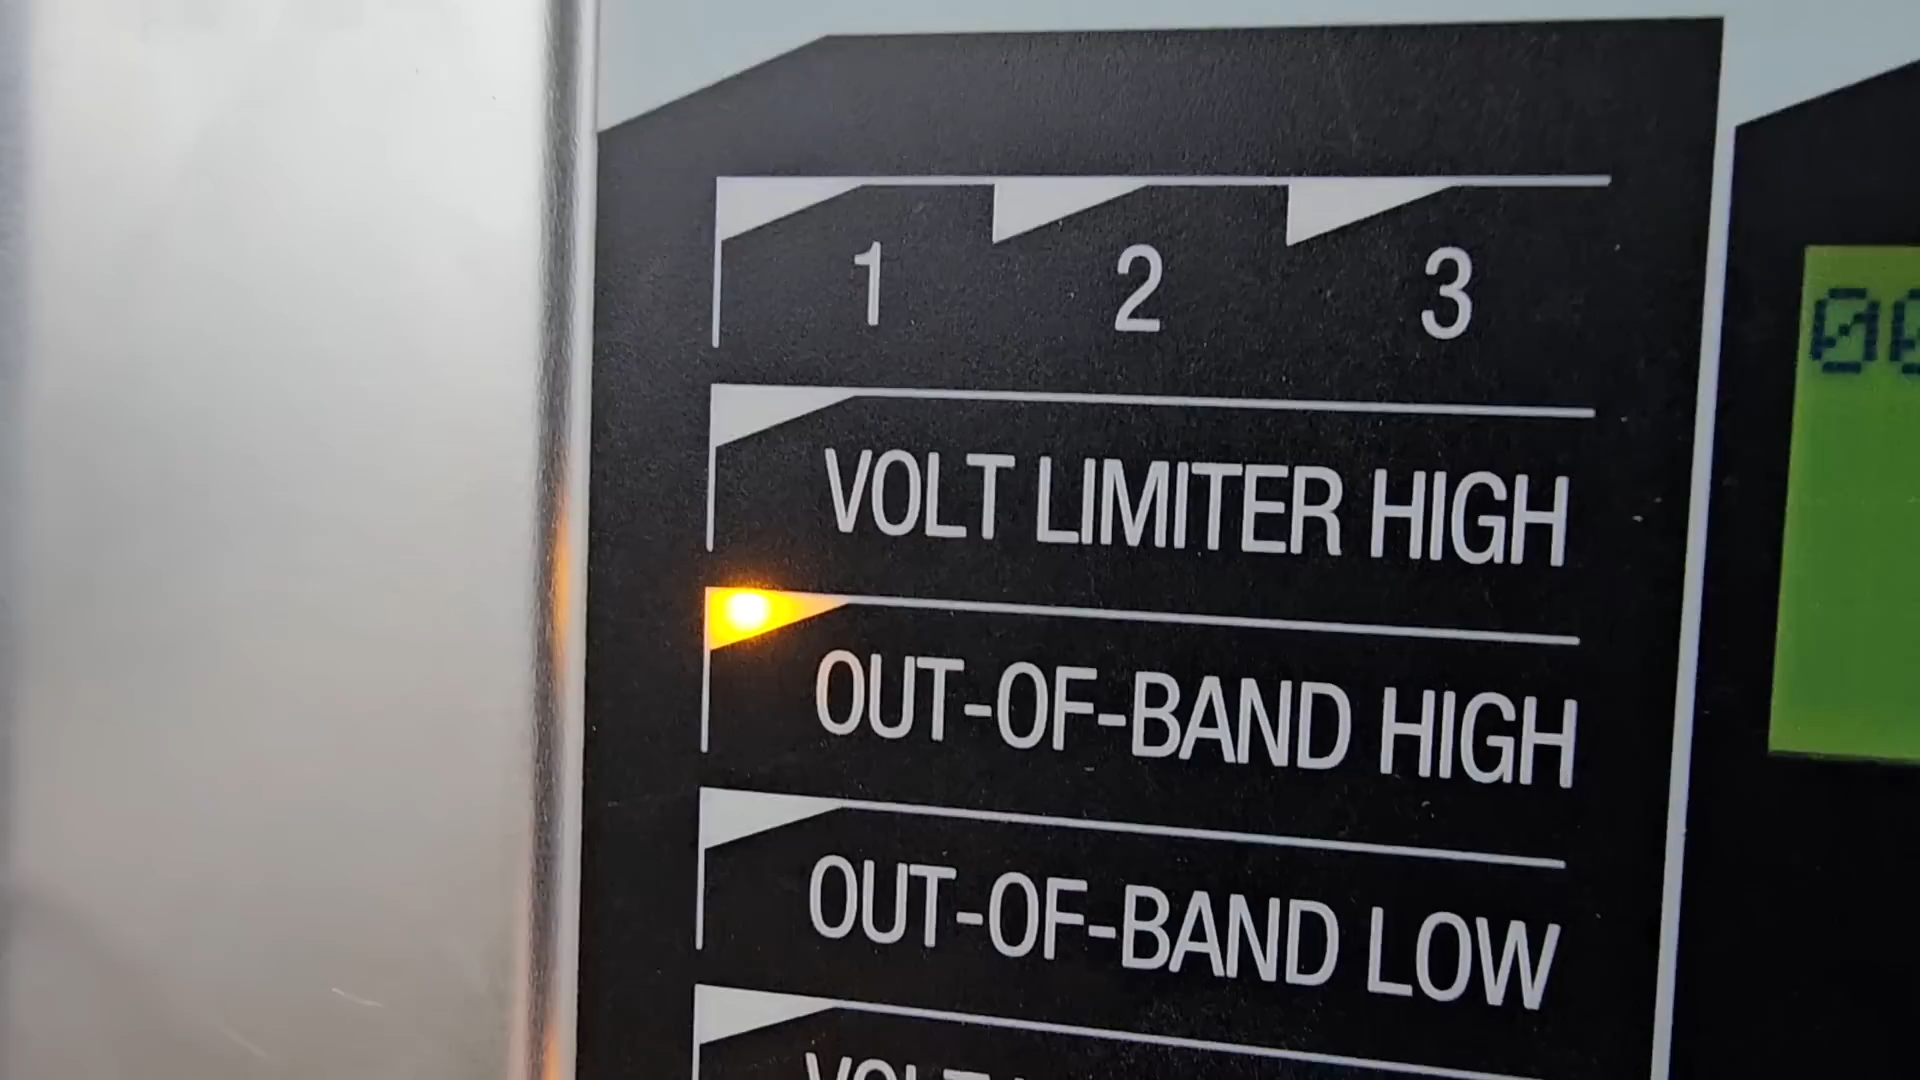 1 2 3
VOLT LIMITER HIGH
OUT-OF-BAND HIGH
OUT-OF-BAND LOW